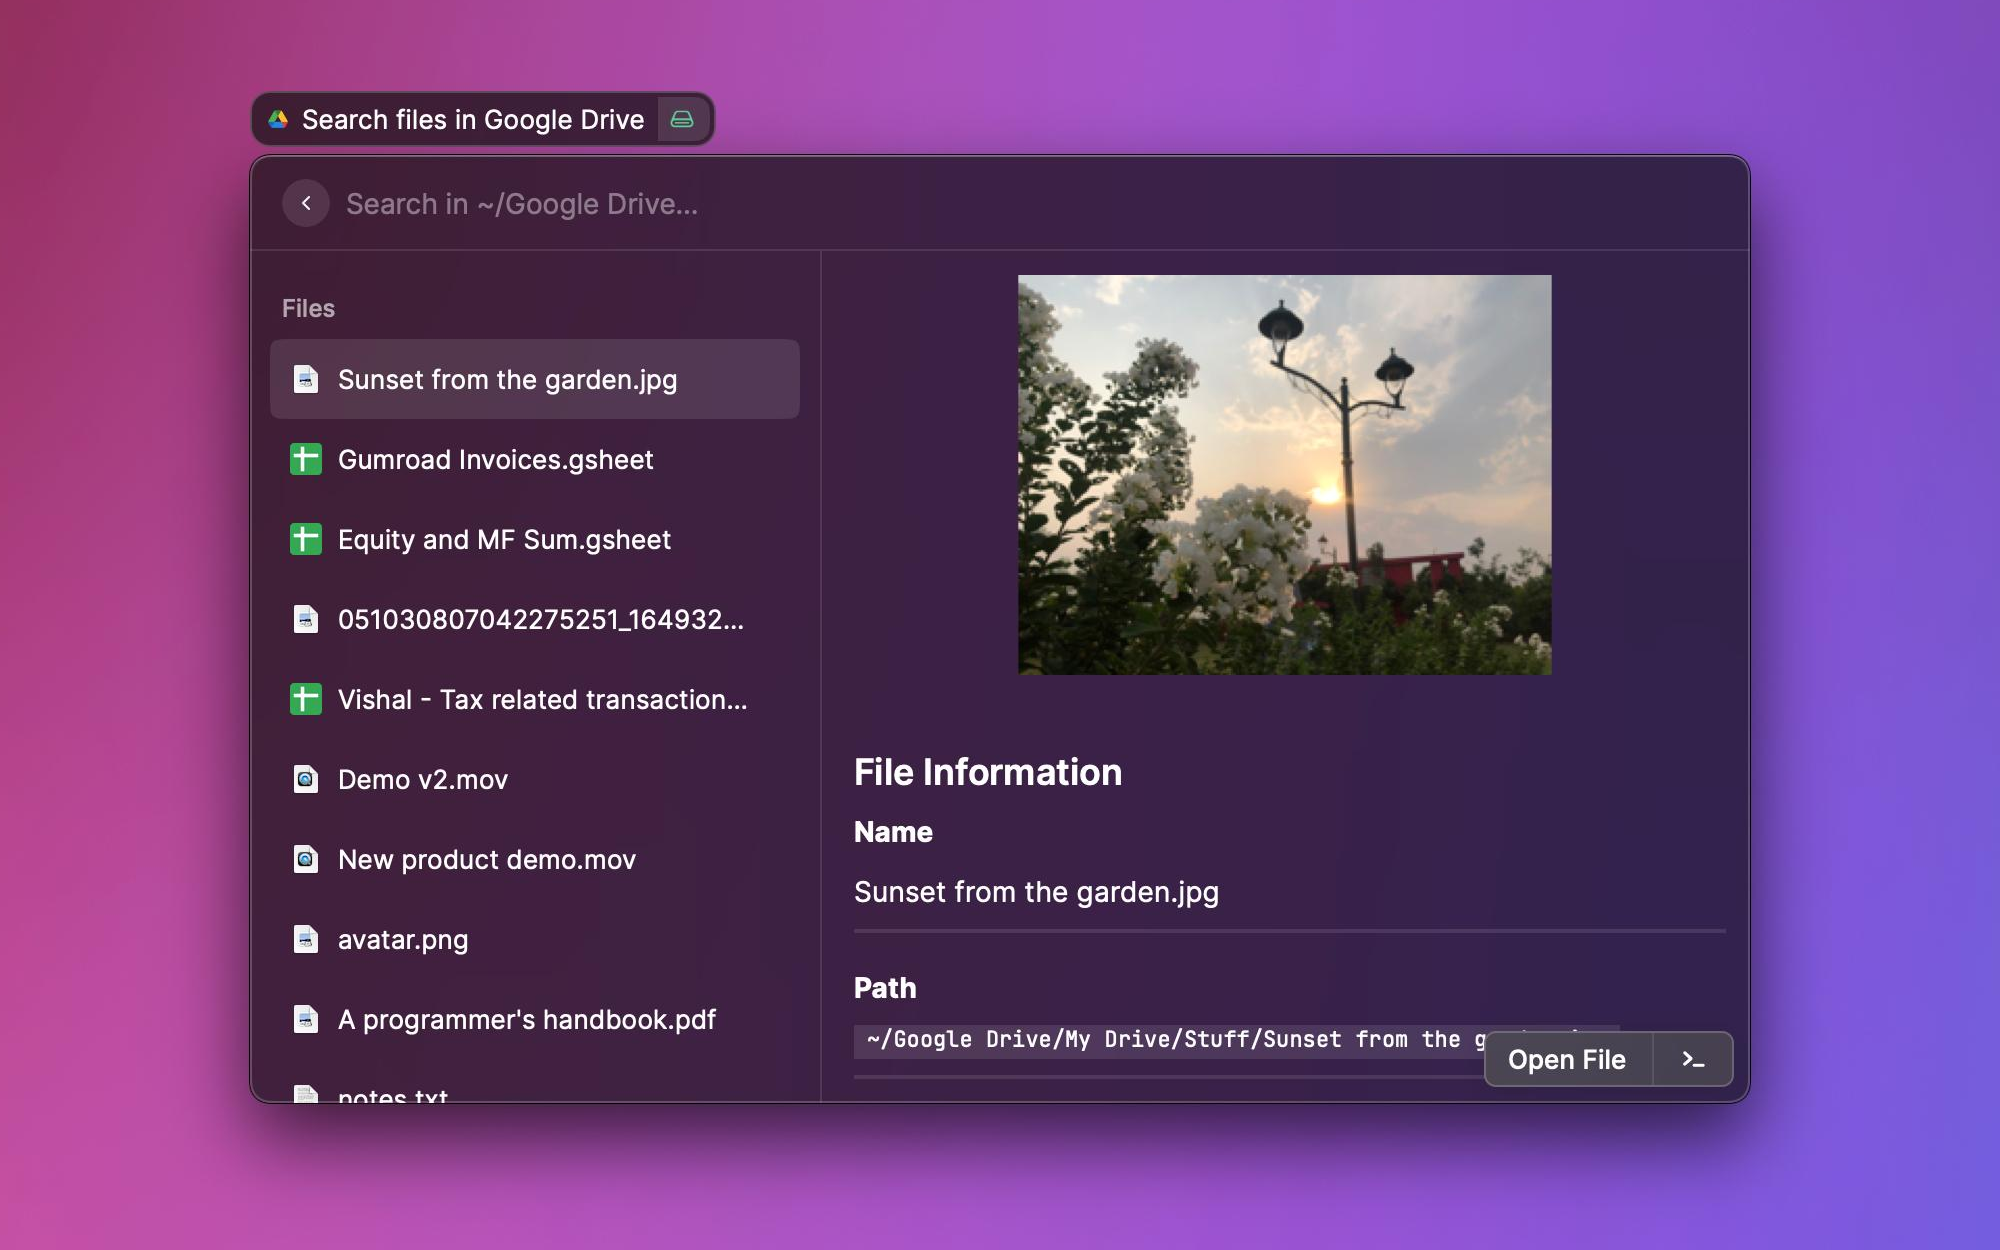 Search files in Google Drive
Search in ~/Google Drive...
Files
Sunset from the garden.jpg
Gumroad Invoices.gsheet
Equity and MF Sum.gsheet
051030807042275251_164932...
Vishal - Tax related transaction...
Demo v2.mov
New product demo.mov
avatar.png
A programmer's handbook.pdf
notes.txt
File Information
Name
Sunset from the garden.jpg
Path
~/Google Drive/My Drive/Stuff/Sunset from the
Open File